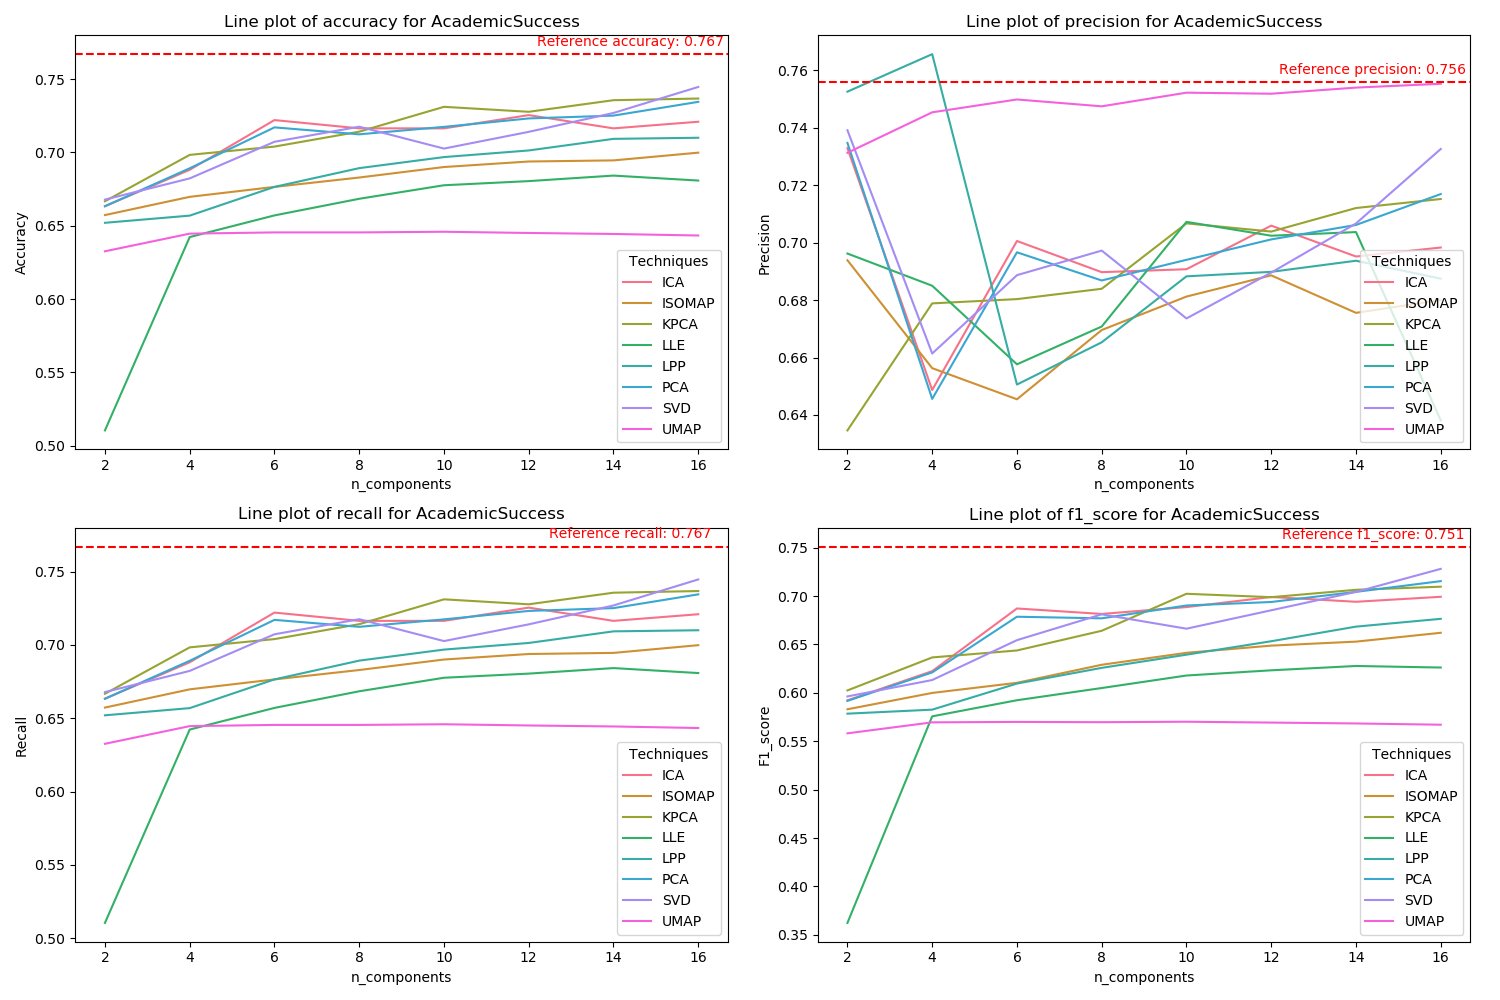 Line plot of accuracy for AcademicSuccess
Reference accuracy: 0.767
0.75
0.70
0.65
0.60
0.55
0.50
Accuracy
2 4 6 8 10 12 14 16
n_components
Techniques
ICA
ISOMAP
KPCA
LLE
LPP
PCA
SVD
UMAP
Line plot of precision for AcademicSuccess
Reference precision: 0.756
0.76
0.74
0.72
0.70
0.68
0.66
0.64
Precision
2 4 6 8 10 12 14 16
n_components
Techniques
ICA
ISOMAP
KPCA
LLE
LPP
PCA
SVD
UMAP
Line plot of recall for AcademicSuccess
Reference recall: 0.767
0.75
0.70
0.65
0.60
0.55
0.50
Recall
2 4 6 8 10 12 14 16
n_components
Techniques
ICA
ISOMAP
KPCA
LLE
LPP
PCA
SVD
UMAP
Line plot of f1_score for AcademicSuccess
Reference f1_score: 0.751
0.75
0.70
0.65
0.60
0.55
0.50
0.45
0.40
0.35
F1_score
2 4 6 8 10 12 14 16
n_components
Techniques
ICA
ISOMAP
KPCA
LLE
LPP
PCA
SVD
UMAP